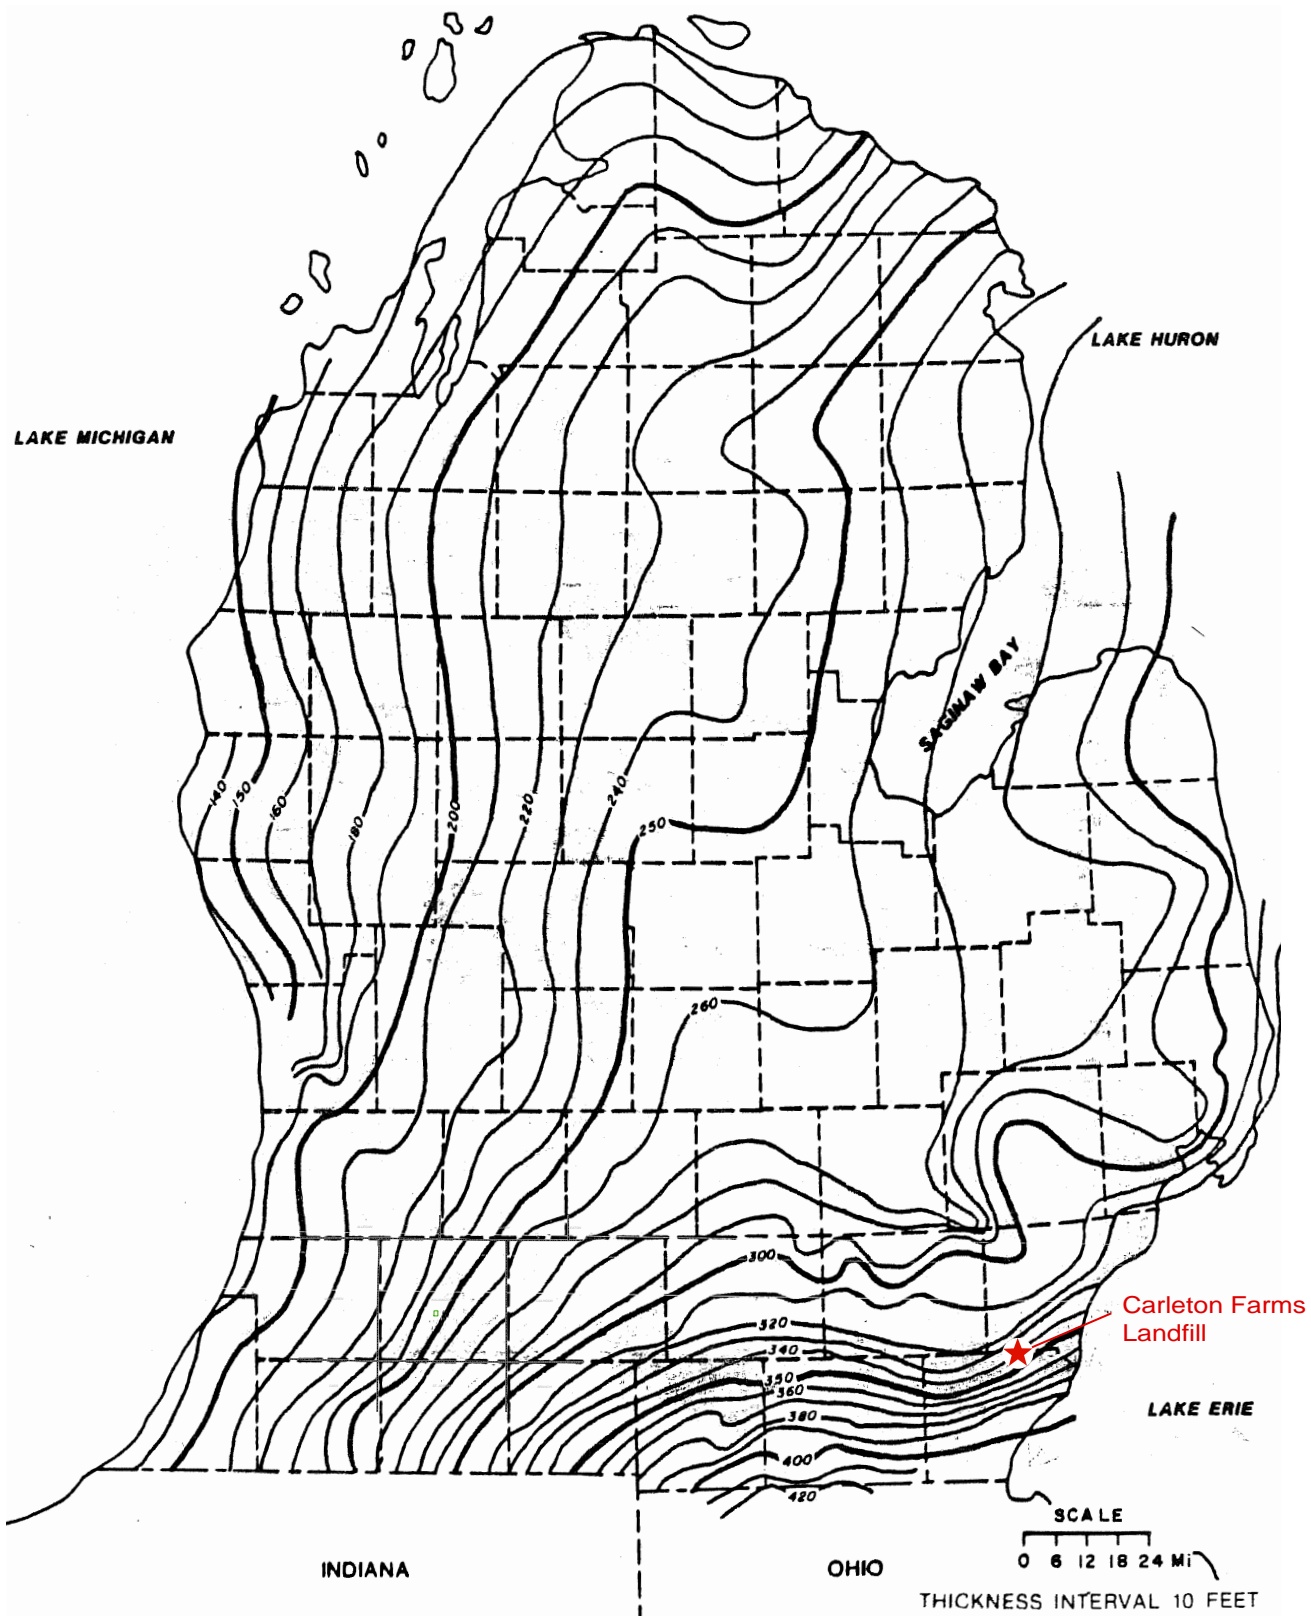 LAKE HURON
LAKE MICHIGAN
SAGINAW BAY
140
150
160
180
200
220
240
250
260
300
320
340
350
360
380
400
420
Carleton Farms
Landfill
LAKE ERIE
SCALE
0 6 12 18 24 Mi
INDIANA
OHIO
THICKNESS INTERVAL 10 FEET